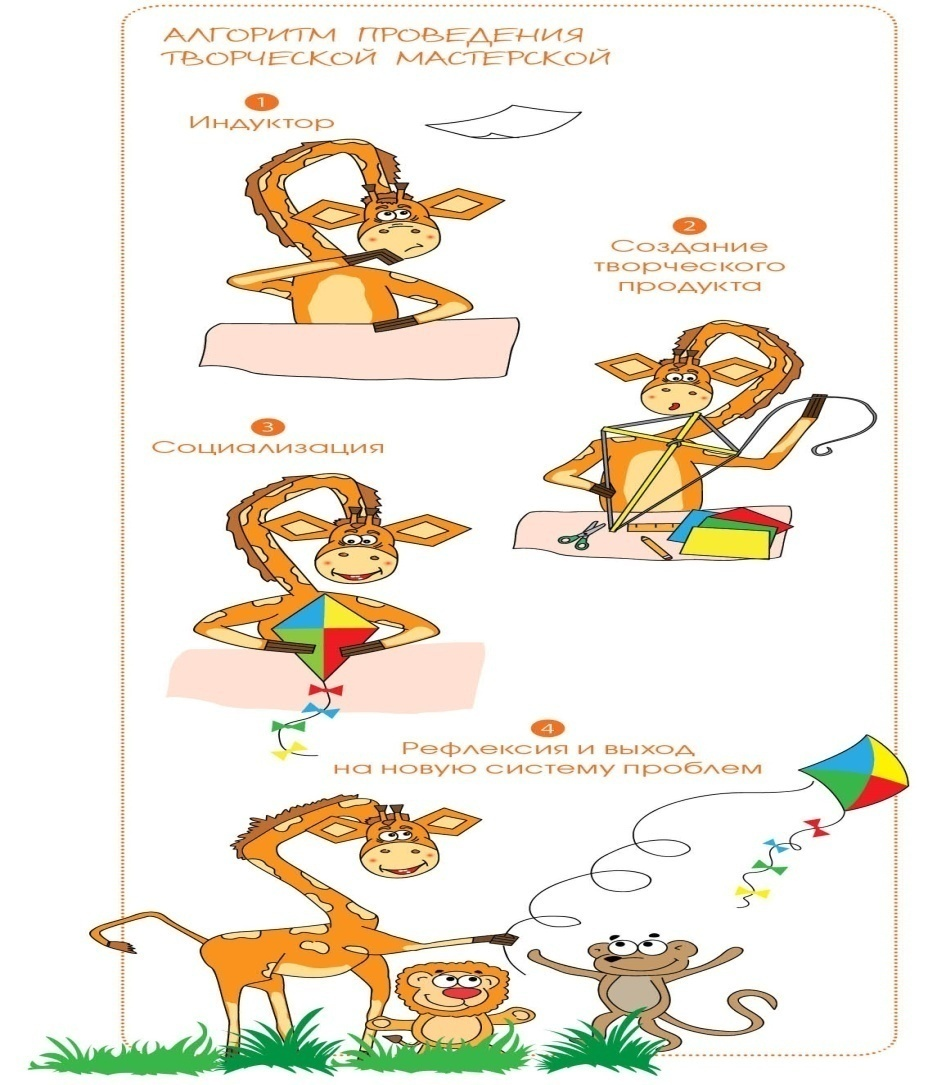 АЛГОРИТМ ПРОВЕДЕНИЯ
ТВОРЧЕСКОЙ МАСТЕРСКОЙ
1
Индуктор
2
Создание
творческого
продукта
3
Социализация
4
Рефлексия и выход
на новую систему проблем